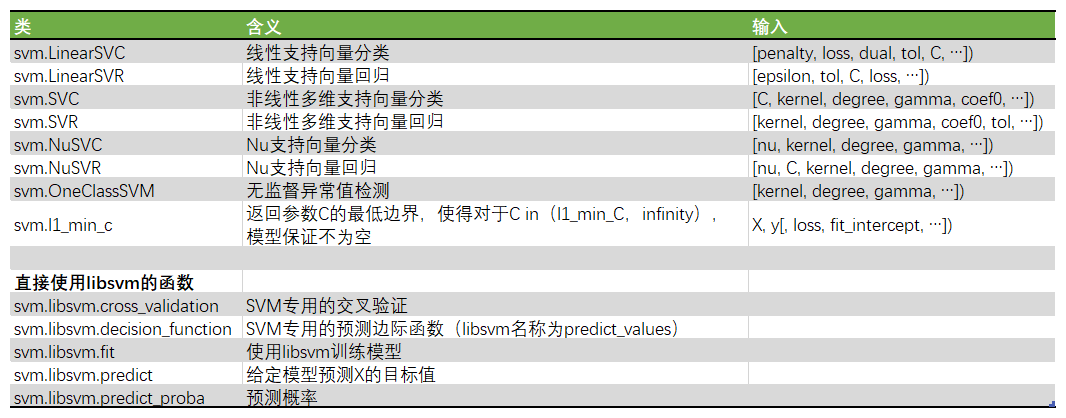 类 含义 输入
svm.LinearSVC 线性支持向量分类 [penalty, loss, dual, tol, C, …])
svm.LinearSVR 线性支持向量回归 [epsilon, tol, C, loss, …])
svm.SVC 非线性多维支持向量分类 [C, kernel, degree, gamma, coef0, …])
svm.SVR 非线性多维支持向量回归 [kernel, degree, gamma, coef0, tol, …])
svm.NuSVC Nu支持向量分类 [nu, kernel, degree, gamma, …])
svm.NuSVR Nu支持向量回归 [nu, C, kernel, degree, gamma, …])
svm.OneClassSVM 无监督异常值检测 [kernel, degree, gamma, …])
svm.l1_min_c 返回参数C的最低边界，使得对于C in（l1_min_C，infinity）， X, y[, loss, fit_intercept, …])
模型保证不为空
直接使用libsvm的函数
svm.libsvm.cross_validation SVM专用的交叉验证
svm.libsvm.decision_function SVM专用的预测边际函数（libsvm名称为predict_values）
svm.libsvm.fit 使用libsvm训练模型
svm.libsvm.predict 给定模型预测X的目标值
svm.libsvm.predict_proba 预测概率